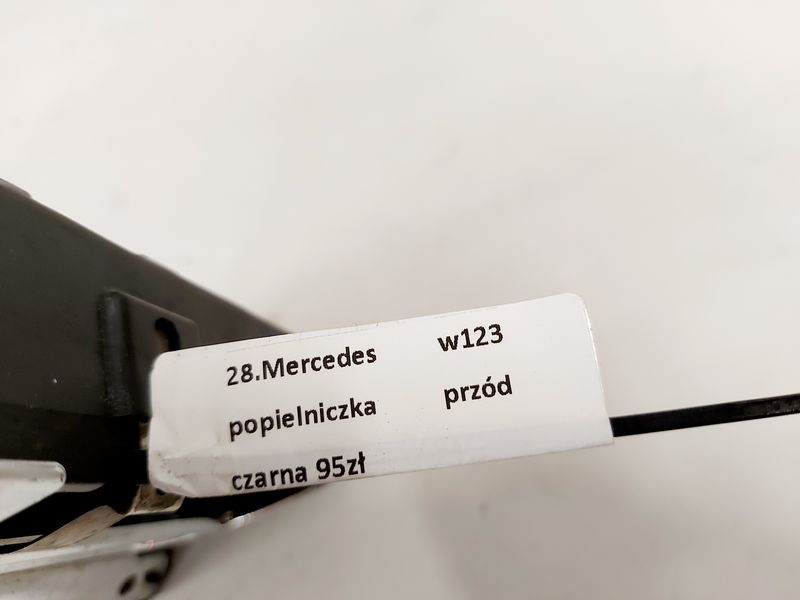 28.Mercedes w123
popielniczka przód
czarna 95zł